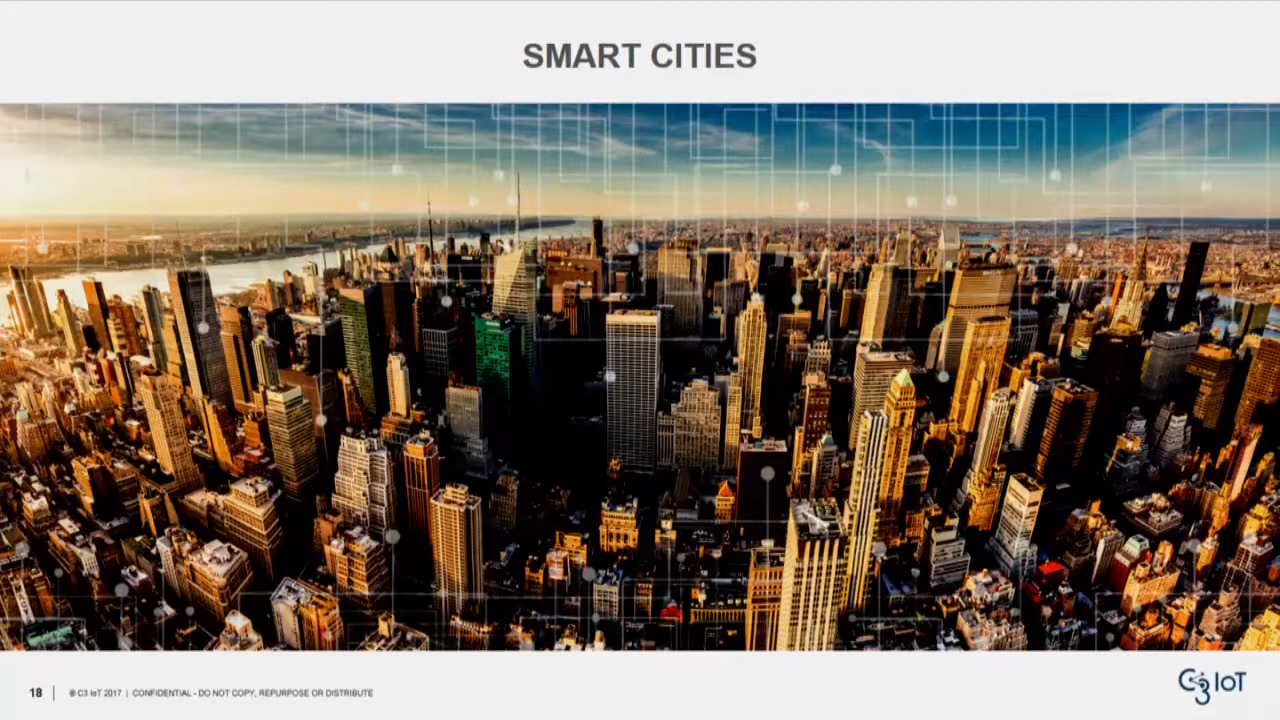 SMART CITIES
18 | © C3 IoT 2017 | CONFIDENTIAL - DO NOT COPY, REPURPOSE OR DISTRIBUTE
C3 IoT